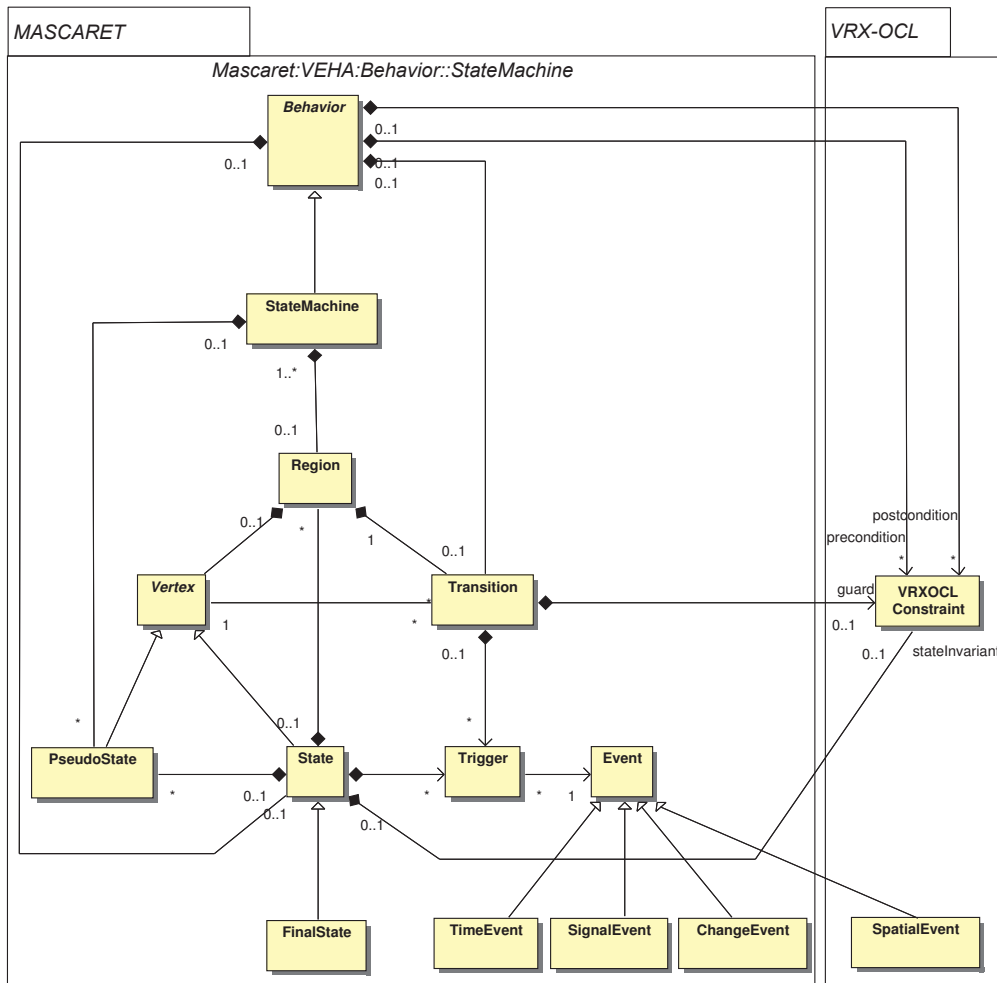 MASCARET
VRX-OCL
Mascaret:VEHA:Behavior::StateMachine
Behavior
0..1
0..1
0..1
0..1
StateMachine
0..1
1..*
0..1
Region
0..1
*
1
0..1
postcondition
precondition
*
*
Vertex
Transition
guard
VRXOCL
Constraint
1
*
*
0..1
0..1
0..1
stateInvariant
*
0..1
*
PseudoState
State
Trigger
Event
*
0..1
0..1
0..1
*
*
1
FinalState
TimeEvent
SignalEvent
ChangeEvent
SpatialEvent